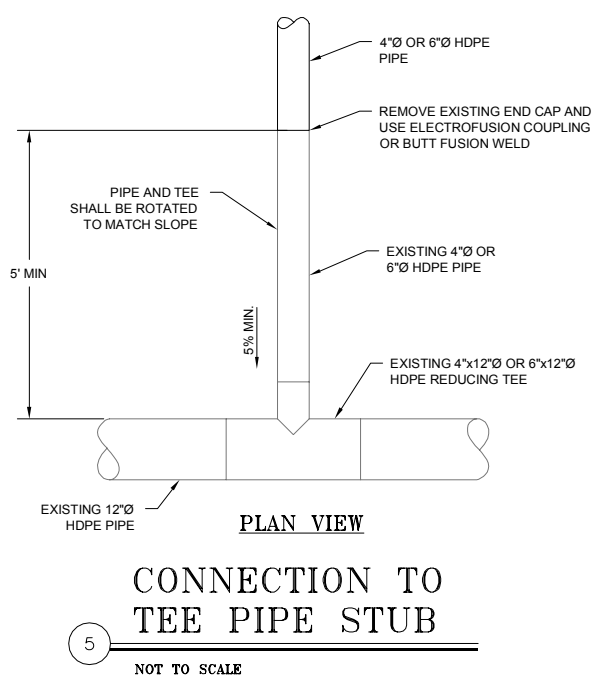 4"Ø OR 6"Ø HDPE
PIPE
REMOVE EXISTING END CAP AND
USE ELECTROFUSION COUPLING
OR BUTT FUSION WELD
PIPE AND TEE
SHALL BE ROTATED
TO MATCH SLOPE
EXISTING 4"Ø OR
6"Ø HDPE PIPE
5' MIN
5% MIN.
EXISTING 4"x12"Ø OR 6"x12"Ø
HDPE REDUCING TEE
EXISTING 12"Ø
HDPE PIPE
PLAN VIEW
CONNECTION TO
TEE PIPE STUB
5
NOT TO SCALE